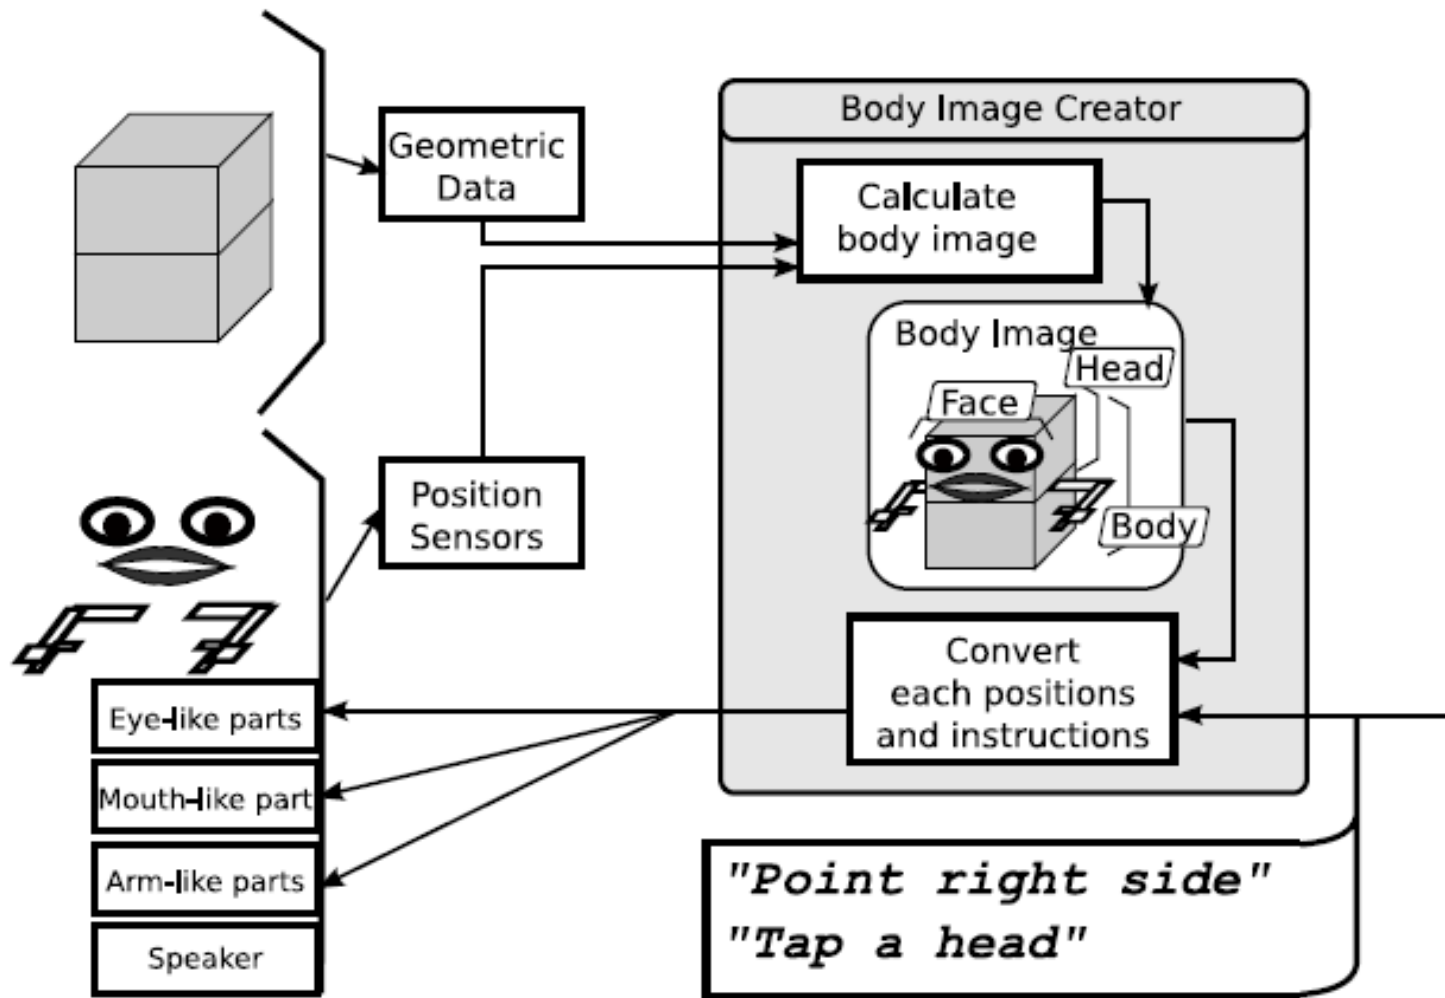 Geometric
Data
Body Image Creator
Calculate
body image
Body Image
Head
Face
Body
Position
Sensors
Convert
each positions
and instructions
Eye-like parts
Mouth-like part
Arm-like parts
Speaker
"Point right side"
"Tap a head"